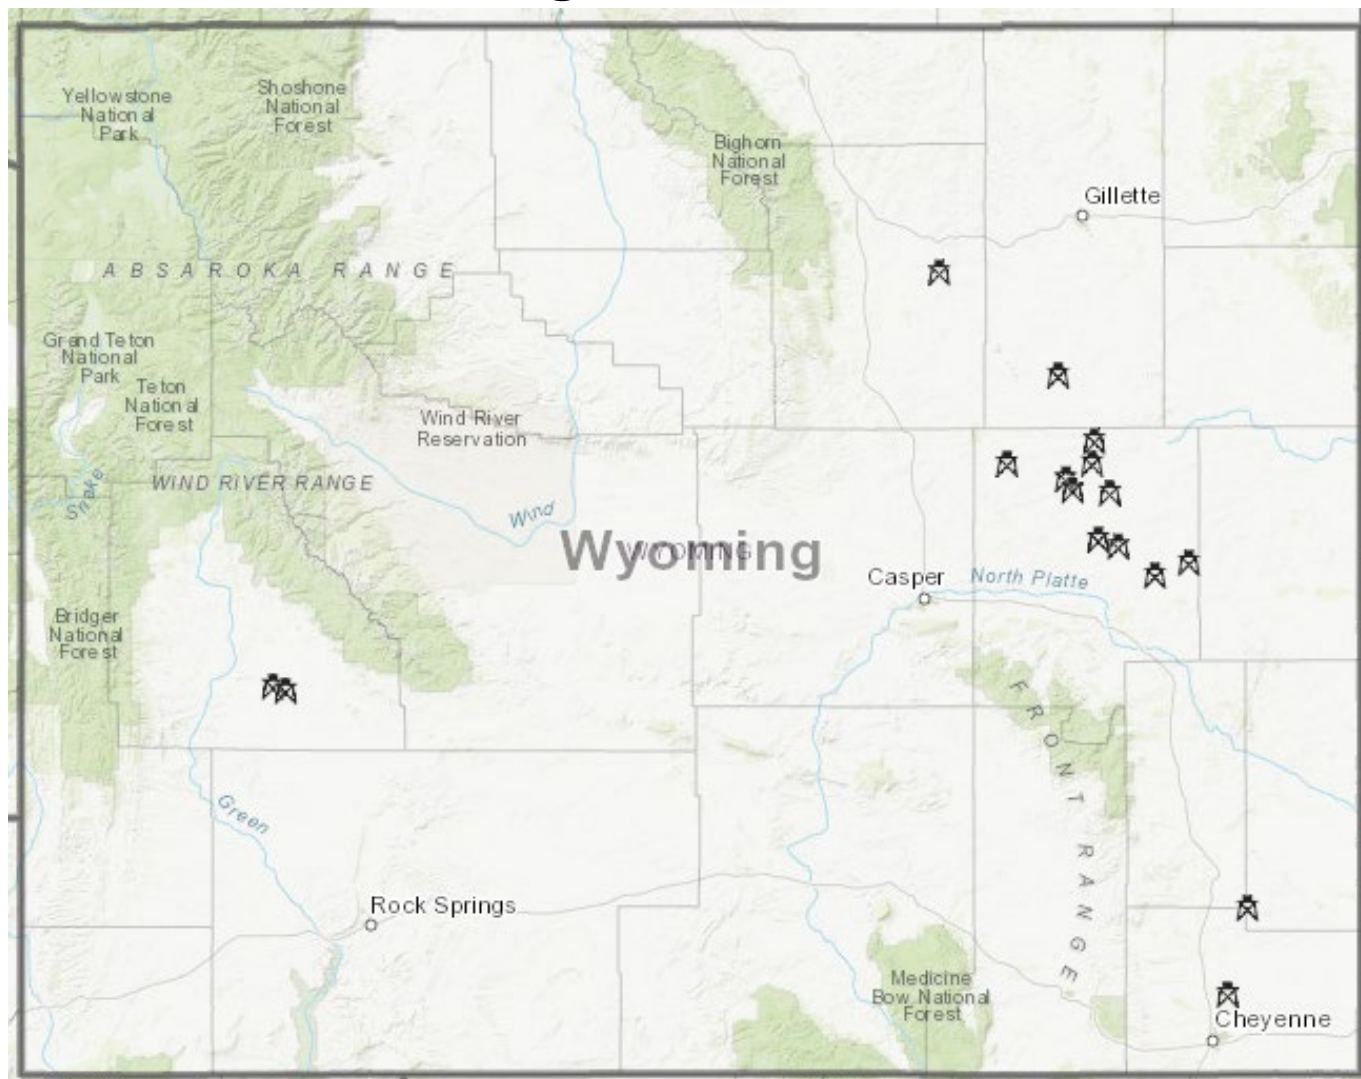 Yellowstone
National
Park
Shoshone
National
Forest
Bighorn
National
Forest
Gillette
ABSAROKA RANGE
Grand Teton
National
Park
Teton
National
Forest
Wind River
Reservation
Snake
WIND RIVER RANGE
Wind
Wyoming
WYOMING
Casper
North Platte
Bridger
National
Forest
FRONT RANGE
Green
Rock Springs
Medicine
Bow National
Forest
Cheyenne